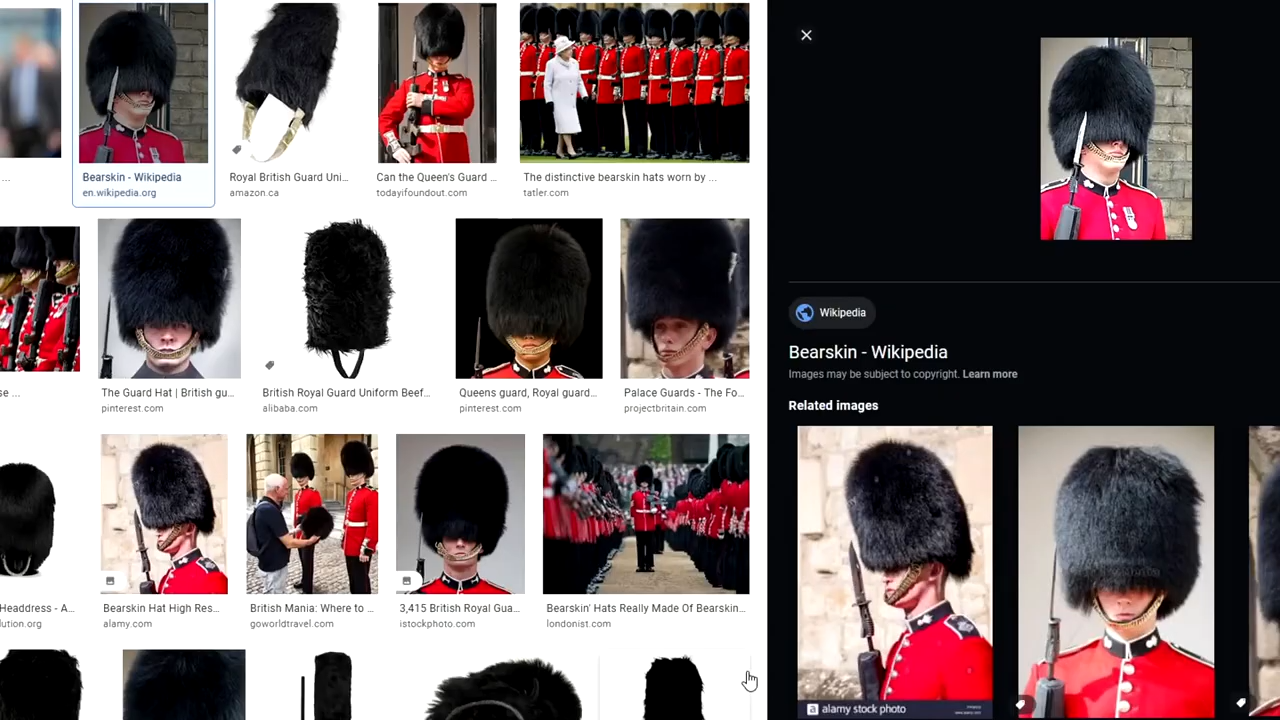 ...
Bearskin - Wikipedia
en.wikipedia.org
Royal British Guard Uni...
amazon.ca
Can the Queen's Guard ...
todayifoundout.com
The distinctive bearskin hats worn by ...
tatler.com
se ...
The Guard Hat | British gu...
pinterest.com
British Royal Guard Uniform Beef...
alibaba.com
Queens guard, Royal guard...
pinterest.com
Palace Guards - The Fo...
projectbritain.com
Headdress - A...
lution.org
Bearskin Hat High Res...
alamy.com
British Mania: Where to ...
goworldtravel.com
3,415 British Royal Gua...
istockphoto.com
Bearskin' Hats Really Made Of Bearskin...
londonist.com
Wikipedia
Bearskin - Wikipedia
Images may be subject to copyright. Learn more
Related images
a alamy stock photo